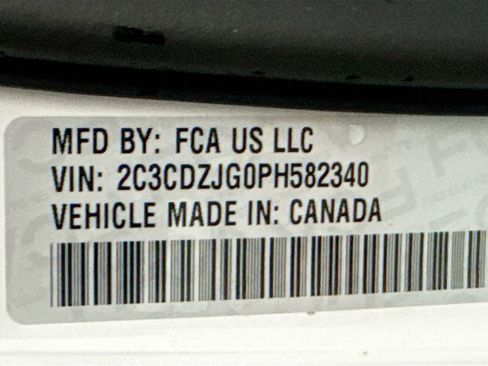 MFD BY: FCA US LLC
VIN: 2C3CDZJG0PH582340
VEHICLE MADE IN: CANADA